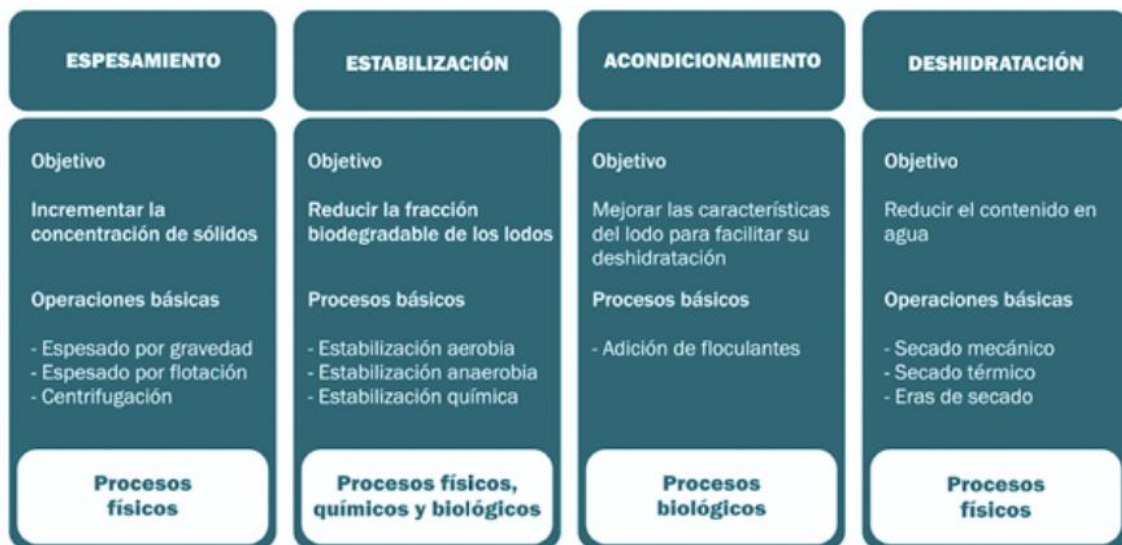 ESPESAMIENTO
Objetivo
Incrementar la
concentración de sólidos
Operaciones básicas
- Espesado por gravedad
- Espesado por flotación
- Centrifugación
Procesos
físicos
ESTABILIZACIÓN
Objetivo
Reducir la fracción
biodegradable de los lodos
Procesos básicos
- Estabilización aerobia
- Estabilización anaerobia
- Estabilización química
Procesos físicos,
químicos y biológicos
ACONDICIONAMIENTO
Objetivo
Mejorar las características
del lodo para facilitar su
deshidratación
Procesos básicos
- Adición de floculantes
Procesos
biológicos
DESHIDRATACIÓN
Objetivo
Reducir el contenido en
agua
Operaciones básicas
- Secado mecánico
- Secado térmico
- Eras de secado
Procesos
físicos